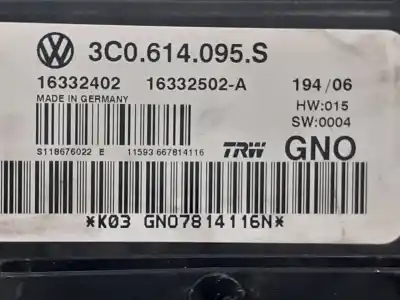 3C0.614.095.S
16332402 16332502-A 194/06
MADE IN GERMANY HW:015
SW:0004
S118676022 E 11593 667814116 TRW GNO
*K03 GNO7814116N*